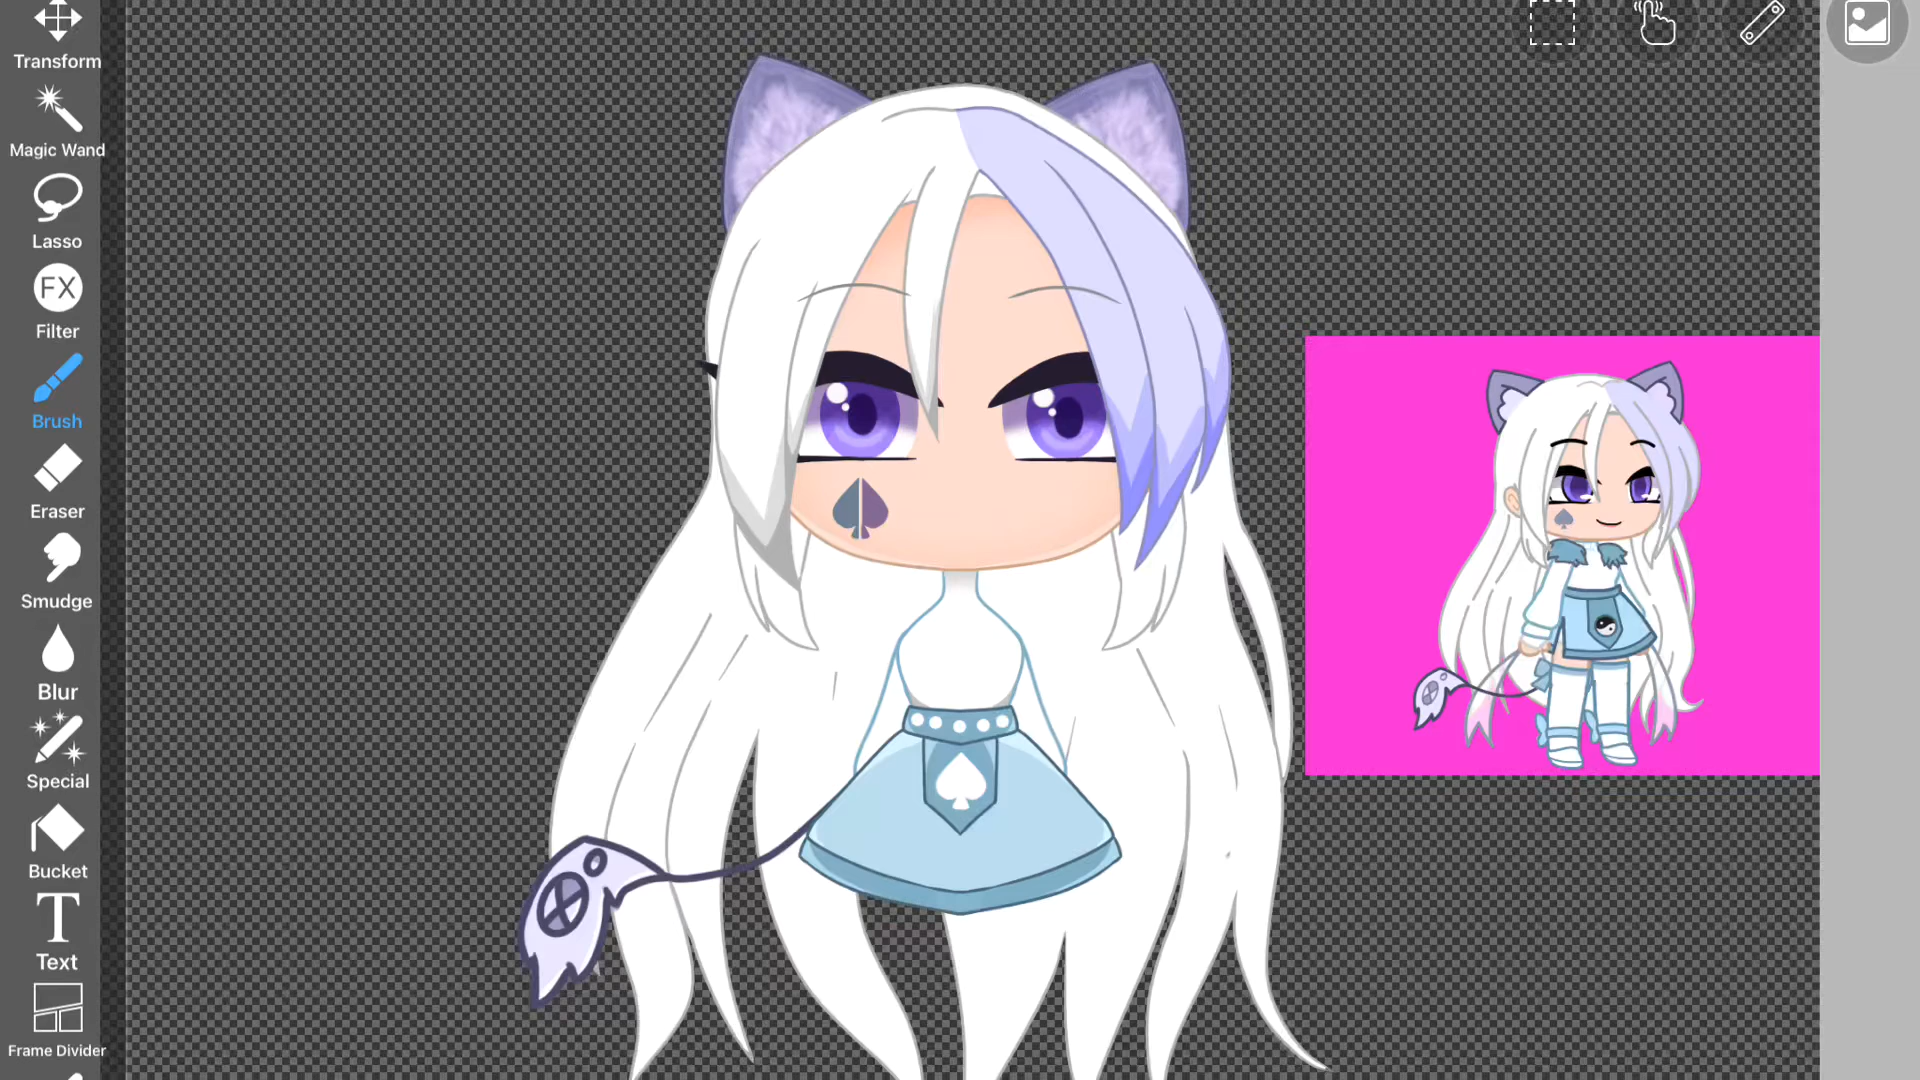 Transform
Magic Wand
Lasso
FX
Filter
Brush
Eraser
Smudge
Blur
Special
Bucket
T
Text
Frame Divider